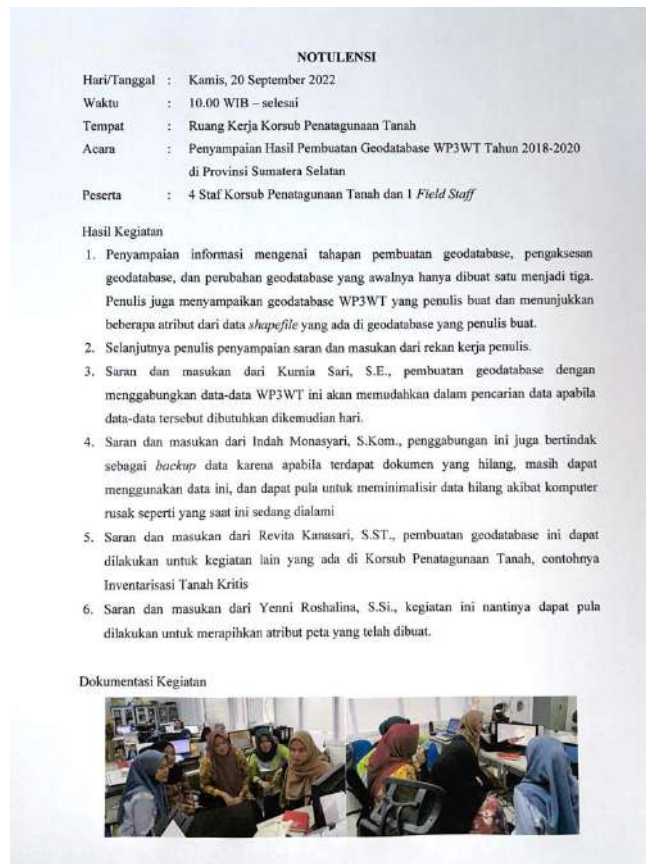 NOTULENSI
Hari/Tanggal : Kamis, 20 September 2022
Waktu : 10.00 WIB – selesai
Tempat : Ruang Kerja Korsub Penatagunaan Tanah
Acara : Penyampaian Hasil Pembuatan Geodatabase WP3WT Tahun 2018-2020
di Provinsi Sumatera Selatan
Peserta : 4 Staf Korsub Penatagunaan Tanah dan 1 Field Staff
Hasil Kegiatan
1. Penyampaian informasi mengenai tahapan pembuatan geodatabase, pengaksesan
geodatabase, dan perubahan geodatabase yang awalnya hanya dibuat satu menjadi tiga.
Penulis juga menyampaikan geodatabase WP3WT yang penulis buat dan menunjukkan
beberapa atribut dari data shapefile yang ada di geodatabase yang penulis buat.
2. Selanjutnya penulis penyampaian saran dan masukan dari rekan kerja penulis.
3. Saran dan masukan dari Kurnia Sari, S.E., pembuatan geodatabase dengan
menggabungkan data-data WP3WT ini akan memudahkan dalam pencarian data apabila
data-data tersebut dibutuhkan dikemudian hari.
4. Saran dan masukan dari Indah Monasyari, S.Kom., penggabungan ini juga bertindak
sebagai backup data karena apabila terdapat dokumen yang hilang, masih dapat
menggunakan data ini, dan dapat pula untuk meminimalisir data hilang akibat komputer
rusak seperti yang saat ini sedang dialami
5. Saran dan masukan dari Revita Kanasari, S.ST., pembuatan geodatabase ini dapat
dilakukan untuk kegiatan lain yang ada di Korsub Penatagunaan Tanah, contohnya
Inventarisasi Tanah Kritis
6. Saran dan masukan dari Yenni Roshalina, S.Si., kegiatan ini nantinya dapat pula
dilakukan untuk merapihkan atribut peta yang telah dibuat.
Dokumentasi Kegiatan